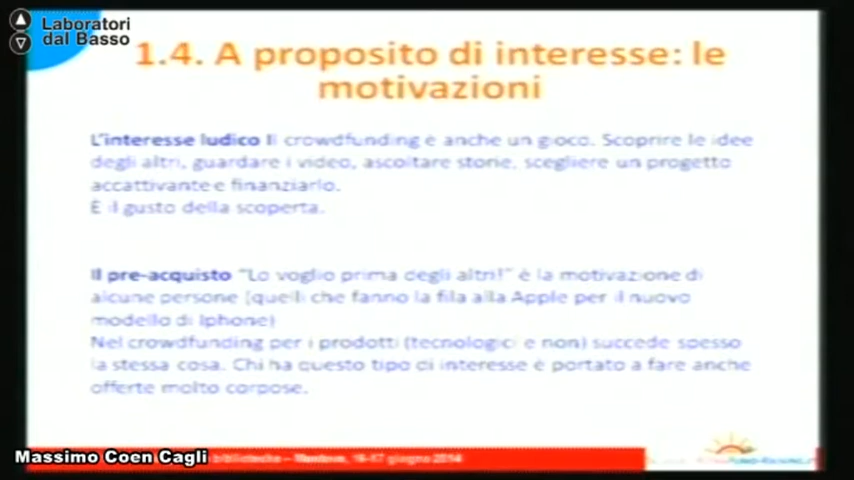 Laboratori
dal Basso
1.4. A proposito di interesse: le
motivazioni
L'interesse ludico Il crowdfunding è anche un gioco. Scoprire le idee
degli altri, guardare i video, ascoltare storie, scegliere un progetto
accattivante e finanziarlo.
E il gusto della scoperta.
Il pre-acquisto "Lo voglio prima degli altri!" è la motivazione di
alcune persone (quelli che fanno la fila alla Apple per il nuovo
modello di Iphone)
Nel crowdfunding per i prodotti (tecnologici e non) succede spesso
la stessa cosa. Chi ha questo tipo di interesse è portato a fare anche
offerte molto corpose.
Massimo Coen Cagli
biblioteche – giugno 2014